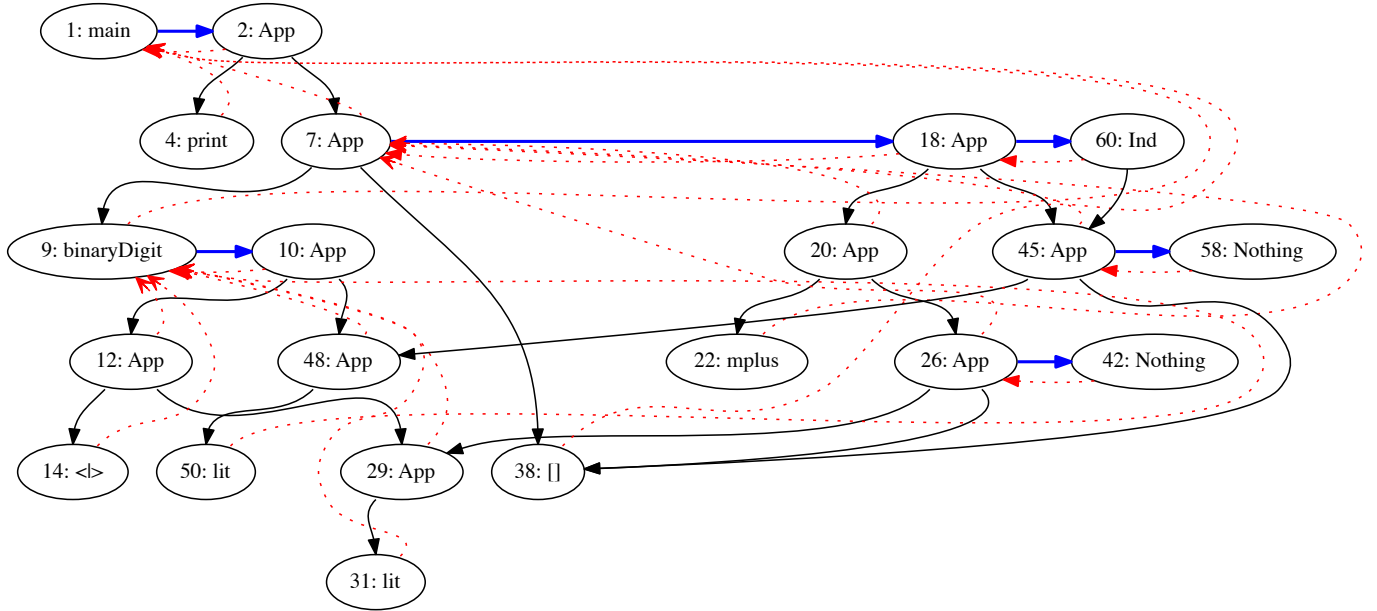 1: main
2: App
4: print
7: App
18: App
60: Ind
9: binaryDigit
10: App
20: App
45: App
58: Nothing
12: App
48: App
22: mplus
26: App
42: Nothing
14: <|>
50: lit
29: App
38: []
31: lit